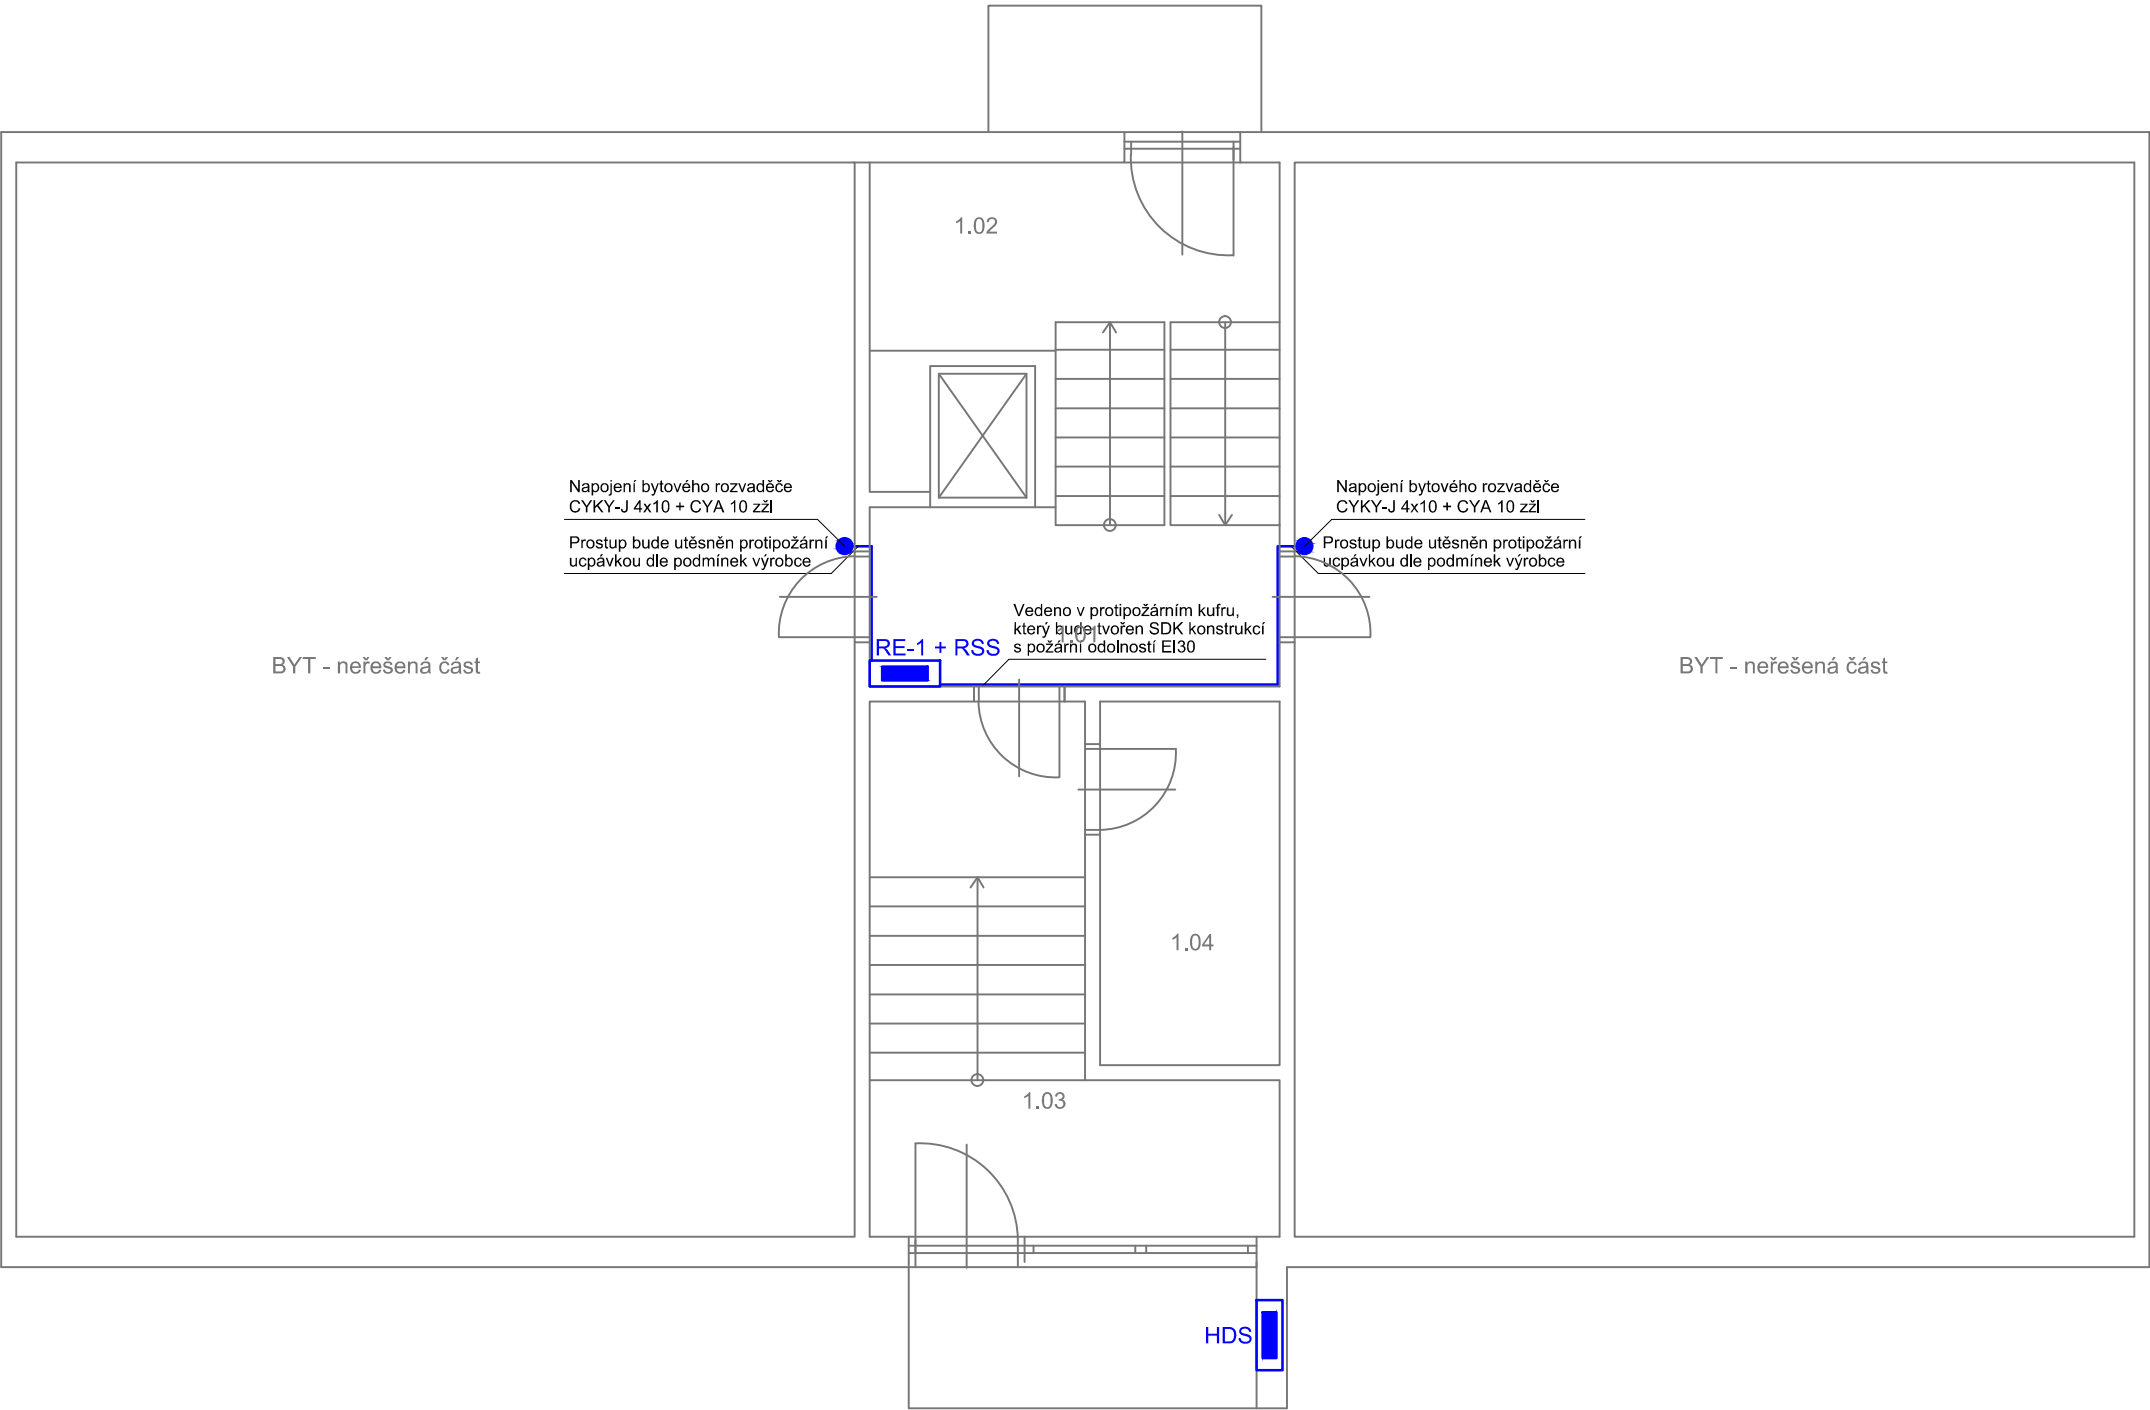 1.02
Napojení bytového rozvaděče
CYKY-J 4x10 + CYA 10 zžl
Prostup bude utěsněn protipožární
ucpávkou dle podmínek výrobce
Napojení bytového rozvaděče
CYKY-J 4x10 + CYA 10 zžl
Prostup bude utěsněn protipožární
ucpávkou dle podmínek výrobce
Vedeno v protipožárním kufru,
který bude tvořen SDK konstrukcí
s požární odolností EI30
1.01
RE-1 + RSS
BYT - neřešená část
BYT - neřešená část
1.04
1.03
HDS